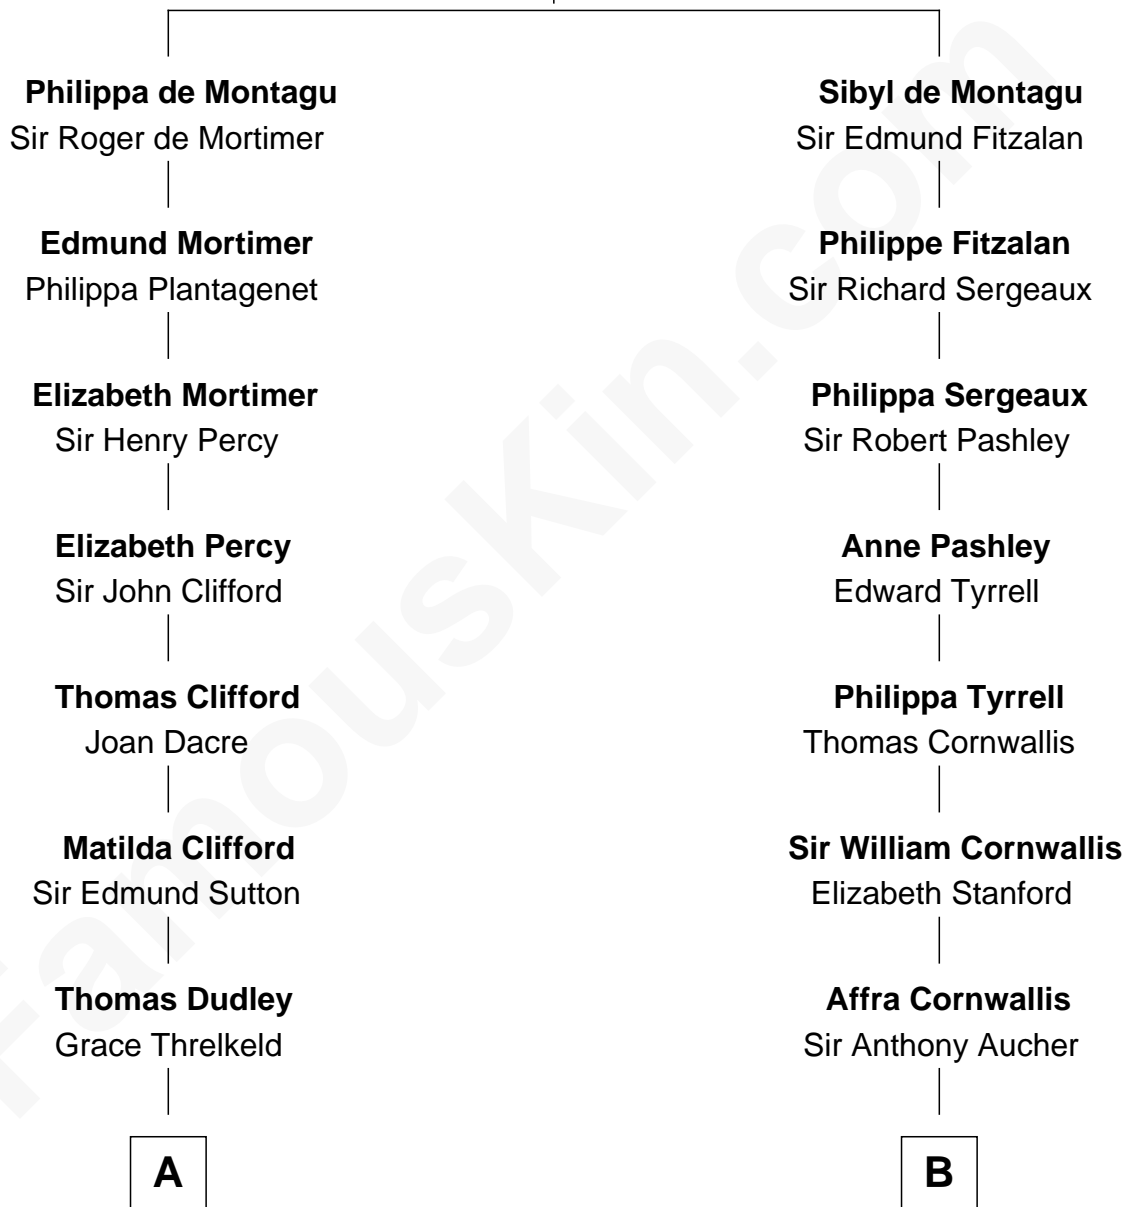 Philippa de Montagu
Sir Roger de Mortimer
Edmund Mortimer
Philippa Plantagenet
Elizabeth Mortimer
Sir Henry Percy
Elizabeth Percy
Sir John Clifford
Thomas Clifford
Joan Dacre
Matilda Clifford
Sir Edmund Sutton
Thomas Dudley
Grace Threlkeld
A
Sibyl de Montagu
Sir Edmund Fitzalan
Philippe Fitzalan
Sir Richard Sergeaux
Philippa Sergeaux
Sir Robert Pashley
Anne Pashley
Edward Tyrrell
Philippa Tyrrell
Thomas Cornwallis
Sir William Cornwallis
Elizabeth Stanford
Affra Cornwallis
Sir Anthony Aucher
B
FamousKin.com